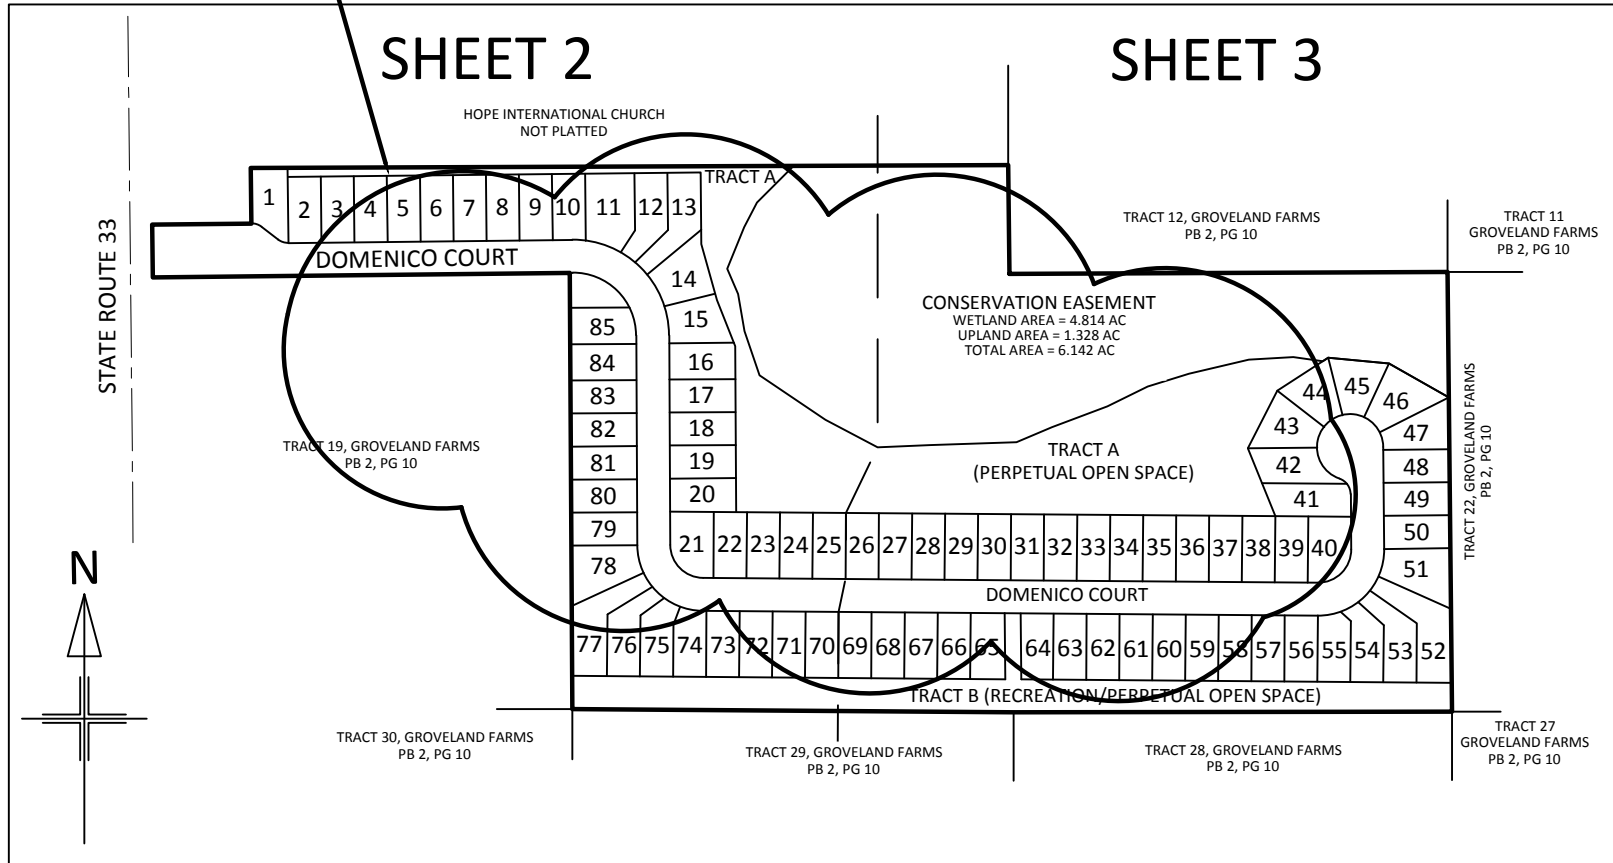 SHEET 2
SHEET 3
HOPE INTERNATIONAL CHURCH
NOT PLATTED
TRACT A
1
2
3
4
5
6
7
8
9
10
11
12
13
TRACT 12, GROVELAND FARMS
PB 2, PG 10
TRACT 11
GROVELAND FARMS
PB 2, PG 10
STATE ROUTE 33
DOMENICO COURT
14
15
16
17
18
19
20
85
84
83
82
81
80
79
78
CONSERVATION EASEMENT
WETLAND AREA = 4.814 AC
UPLAND AREA = 1.328 AC
TOTAL AREA = 6.142 AC
TRACT 19, GROVELAND FARMS
PB 2, PG 10
TRACT A
(PERPETUAL OPEN SPACE)
44
45
46
43
47
42
48
41
49
50
51
TRACT 22, GROVELAND FARMS
PB 2, PG 10
21
22
23
24
25
26
27
28
29
30
31
32
33
34
35
36
37
38
39
40
N
DOMENICO COURT
77
76
75
74
73
72
71
70
69
68
67
66
65
64
63
62
61
60
59
58
57
56
55
54
53
52
TRACT B (RECREATION/PERPETUAL OPEN SPACE)
TRACT 30, GROVELAND FARMS
PB 2, PG 10
TRACT 29, GROVELAND FARMS
PB 2, PG 10
TRACT 28, GROVELAND FARMS
PB 2, PG 10
TRACT 27
GROVELAND FARMS
PB 2, PG 10